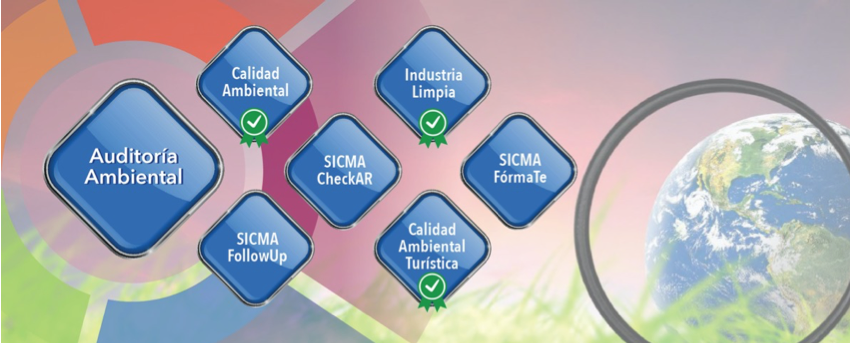 Auditoría
Ambiental
Calidad
Ambiental
Industria
Limpia
SICMA
CheckAR
SICMA
FórmaTe
SICMA
FollowUp
Calidad
Ambiental
Turística